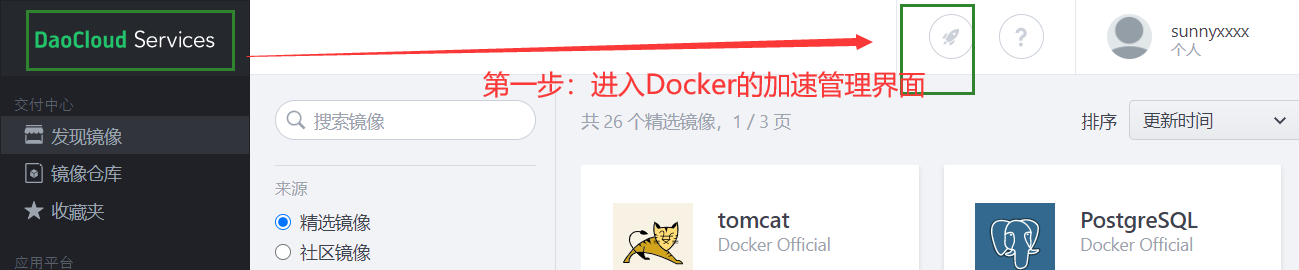 DaoCloud Services
sunnyxxxx
个人
第一步：进入Docker的加速管理界面
交付中心
发现镜像
镜像仓库
收藏夹
应用平台
搜索镜像
共 26 个精选镜像，1 / 3 页
排序
更新时间
来源
精选镜像
社区镜像
tomcat
Docker Official
PostgreSQL
Docker Official